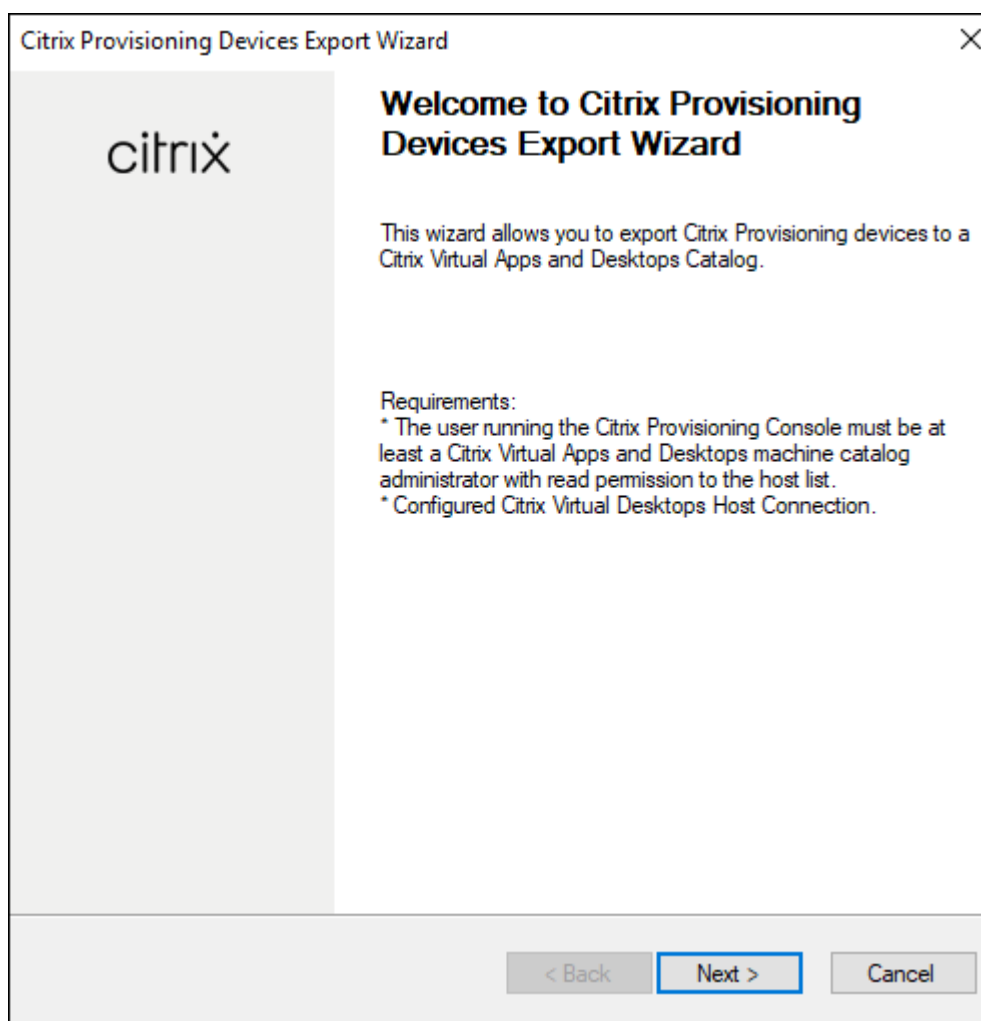 Citrix Provisioning Devices Export Wizard
citrix
Welcome to Citrix Provisioning
Devices Export Wizard
This wizard allows you to export Citrix Provisioning devices to a
Citrix Virtual Apps and Desktops Catalog.
Requirements:
* The user running the Citrix Provisioning Console must be at
least a Citrix Virtual Apps and Desktops machine catalog
administrator with read permission to the host list.
* Configured Citrix Virtual Desktops Host Connection.
< Back
Next >
Cancel